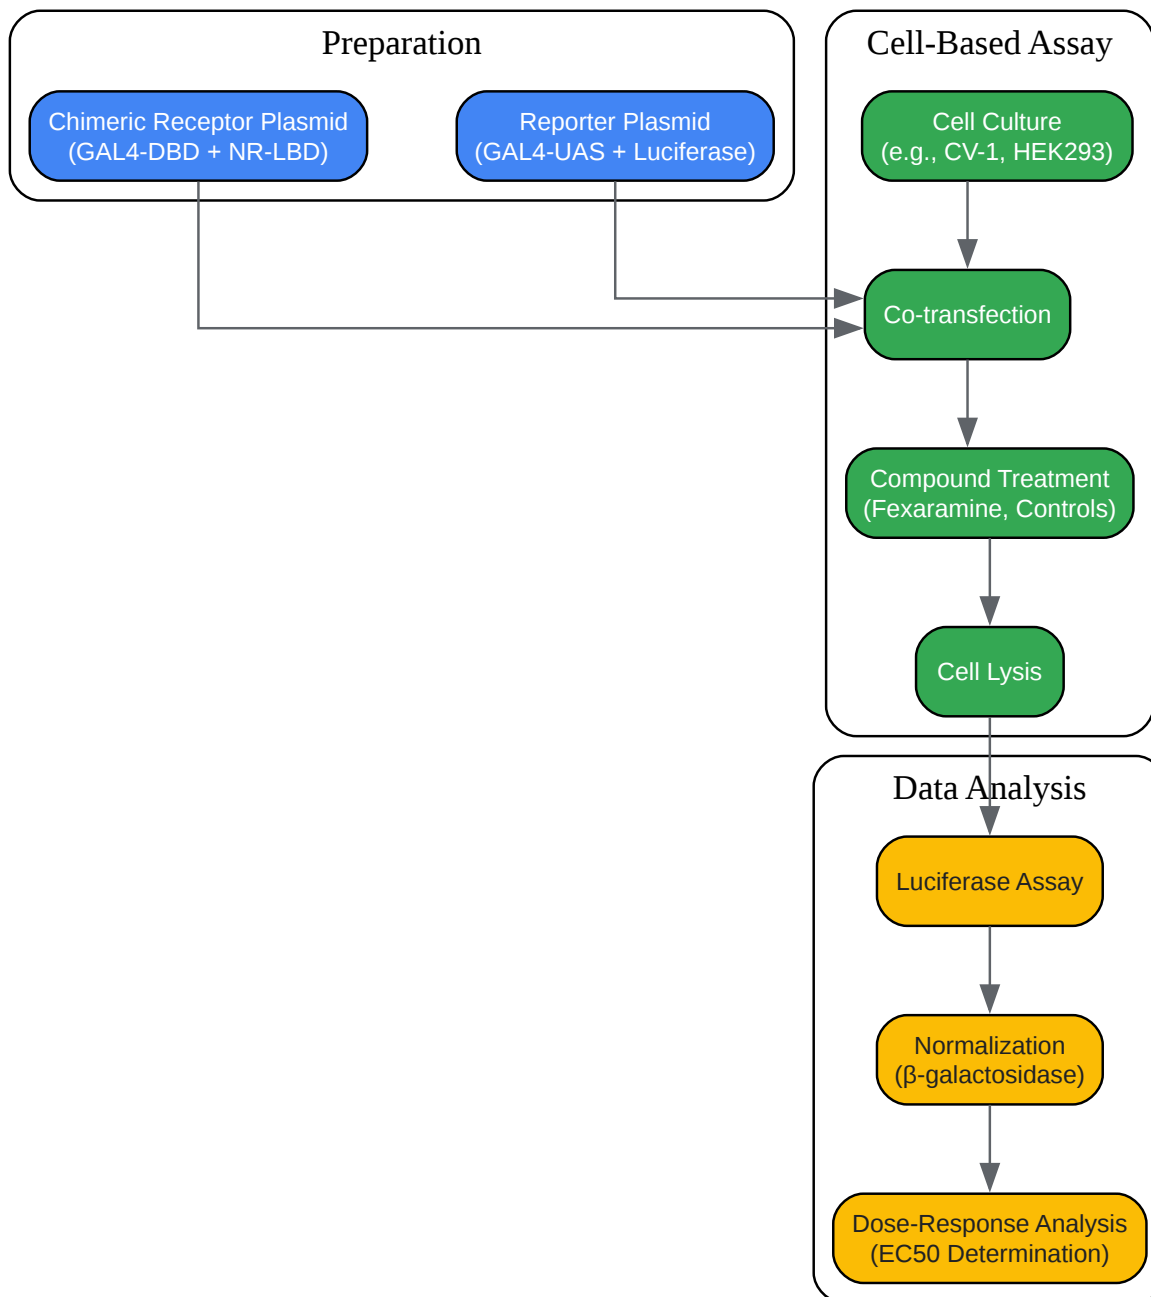 Preparation
Chimeric Receptor Plasmid
(GAL4-DBD + NR-LBD)
Reporter Plasmid
(GAL4-UAS + Luciferase)
Cell-Based Assay
Cell Culture
(e.g., CV-1, HEK293)
Co-transfection
Compound Treatment
(Fexaramine, Controls)
Cell Lysis
Data Analysis
Luciferase Assay
Normalization
(β-galactosidase)
Dose-Response Analysis
(EC50 Determination)